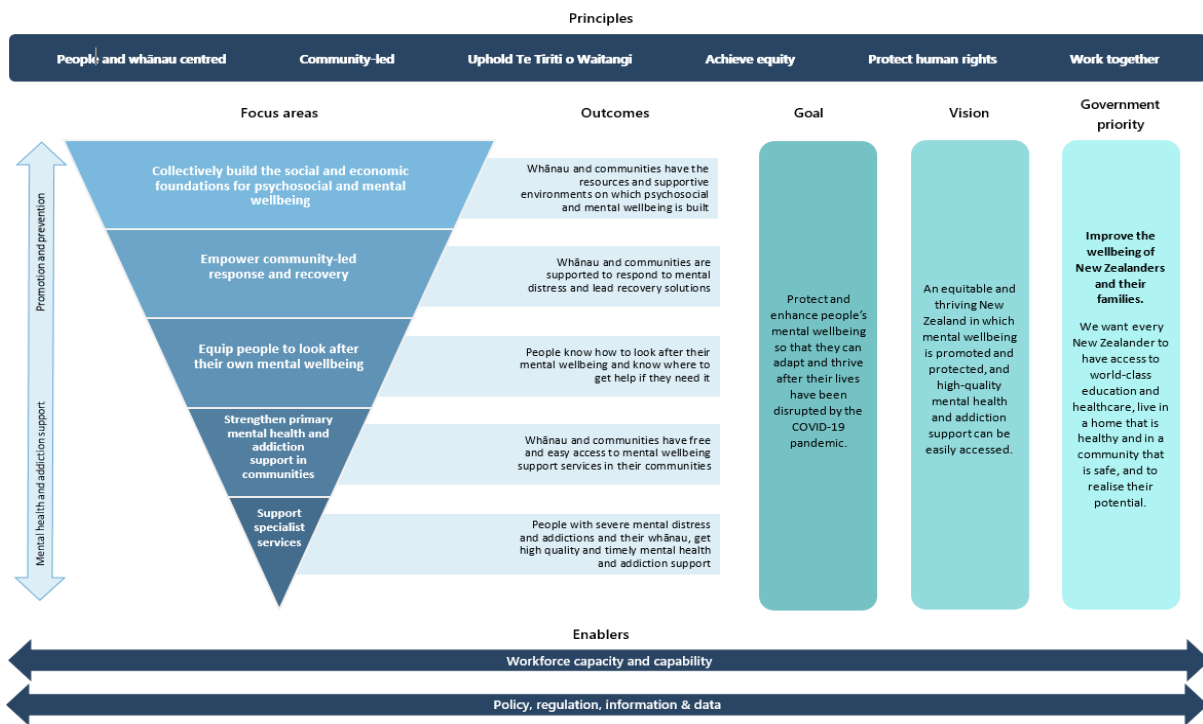 Principles
People and whānau centred
Community-led
Uphold Te Tiriti o Waitangi
Achieve equity
Protect human rights
Work together
Focus areas
Outcomes
Goal
Vision
Government
priority
Promotion and prevention
Mental health and addiction support
Collectively build the social and economic
foundations for psychosocial and mental
wellbeing
Whānau and communities have the
resources and supportive
environments on which psychosocial
and mental wellbeing is built
Empower community-led
response and recovery
Whānau and communities are
supported to respond to mental
distress and lead recovery solutions
Equip people to look after
their own mental wellbeing
People know how to look after their
mental wellbeing and know where to
get help if they need it
Strengthen primary
mental health and
addiction
support in
communities
Whānau and communities have free
and easy access to mental wellbeing
support services in their communities
Support
specialist
services
People with severe mental distress
and addictions and their whānau, get
high quality and timely mental health
and addiction support
Protect and
enhance people's
mental wellbeing
so that they can
adapt and thrive
after their lives
have been
disrupted by the
COVID-19
pandemic.
An equitable and
thriving New
Zealand in which
mental wellbeing
is promoted and
protected, and
high-quality
mental health
and addiction
support can be
easily accessed.
Improve the
wellbeing of
New Zealanders
and their
families.
We want every
New Zealander to
have access to
world-class
education and
healthcare, live in
a home that is
healthy and in a
community that
is safe, and to
realise their
potential.
Enablers
Workforce capacity and capability
Policy, regulation, information & data